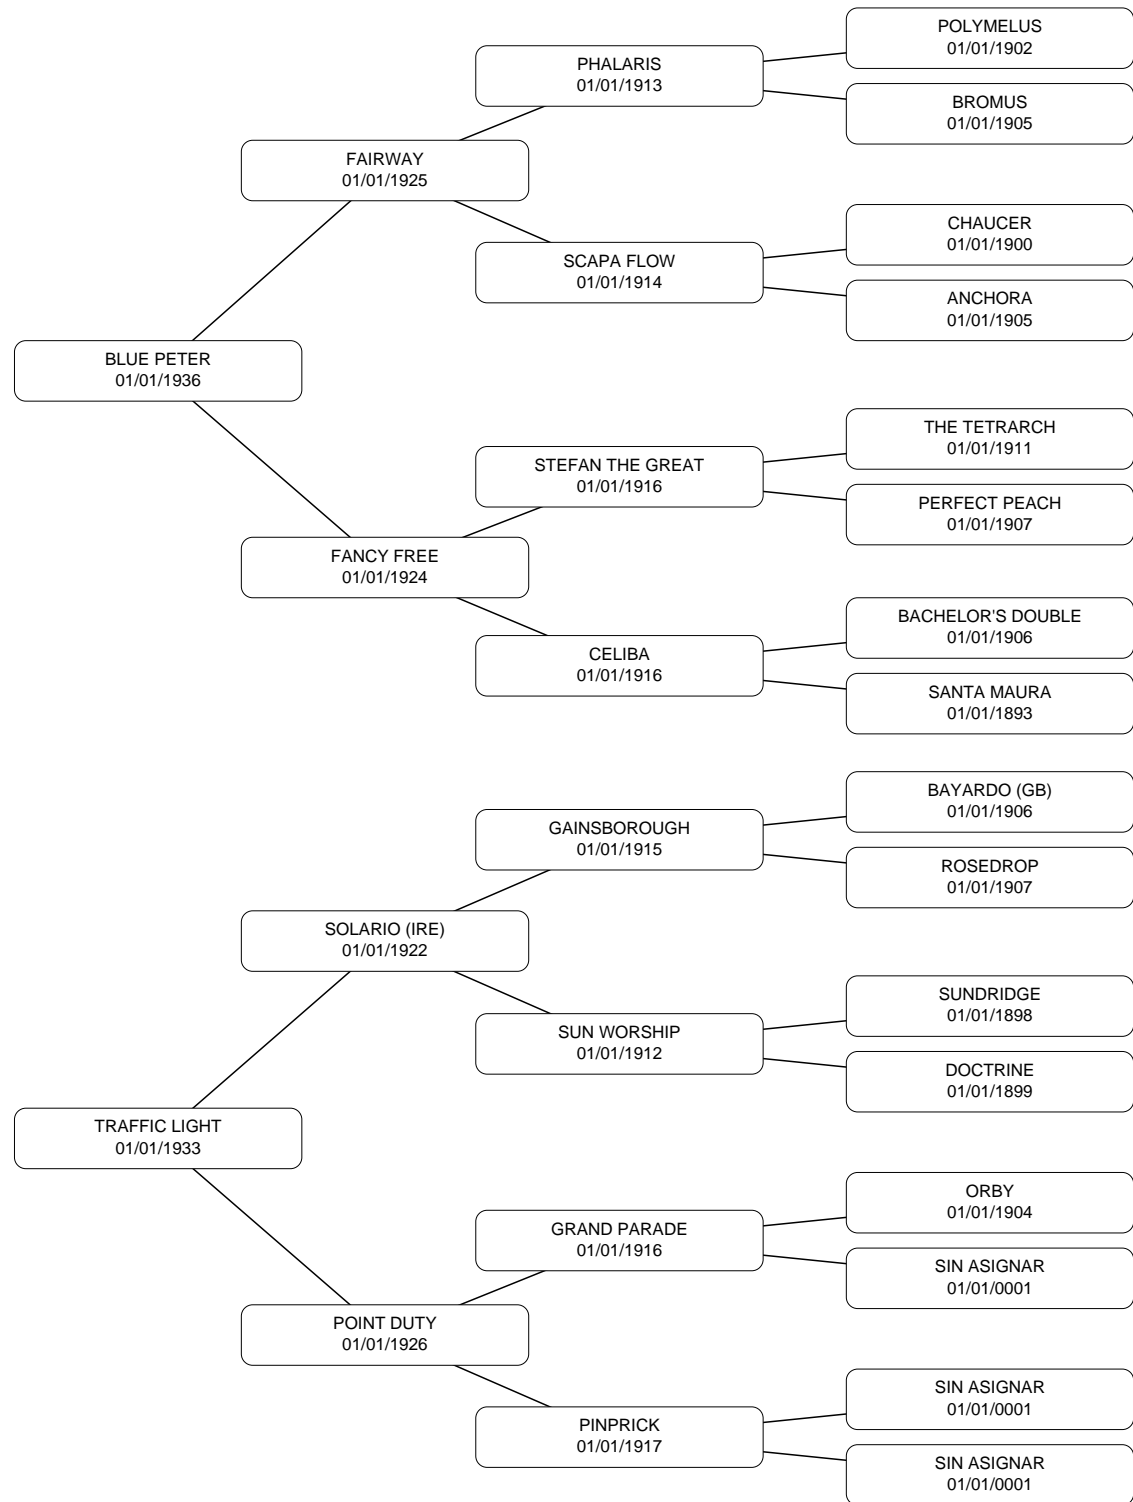 POLYMELUS
01/01/1902
PHALARIS
01/01/1913
BROMUS
01/01/1905
FAIRWAY
01/01/1925
CHAUCER
01/01/1900
SCAPA FLOW
01/01/1914
ANCHORA
01/01/1905
BLUE PETER
01/01/1936
THE TETRARCH
01/01/1911
STEFAN THE GREAT
01/01/1916
PERFECT PEACH
01/01/1907
FANCY FREE
01/01/1924
BACHELOR'S DOUBLE
01/01/1906
CELIBA
01/01/1916
SANTA MAURA
01/01/1893
BAYARDO (GB)
01/01/1906
GAINSBOROUGH
01/01/1915
ROSEDROP
01/01/1907
SOLARIO (IRE)
01/01/1922
SUNDRIDGE
01/01/1898
SUN WORSHIP
01/01/1912
DOCTRINE
01/01/1899
TRAFFIC LIGHT
01/01/1933
ORBY
01/01/1904
GRAND PARADE
01/01/1916
SIN ASIGNAR
01/01/0001
POINT DUTY
01/01/1926
SIN ASIGNAR
01/01/0001
PINPRICK
01/01/1917
SIN ASIGNAR
01/01/0001